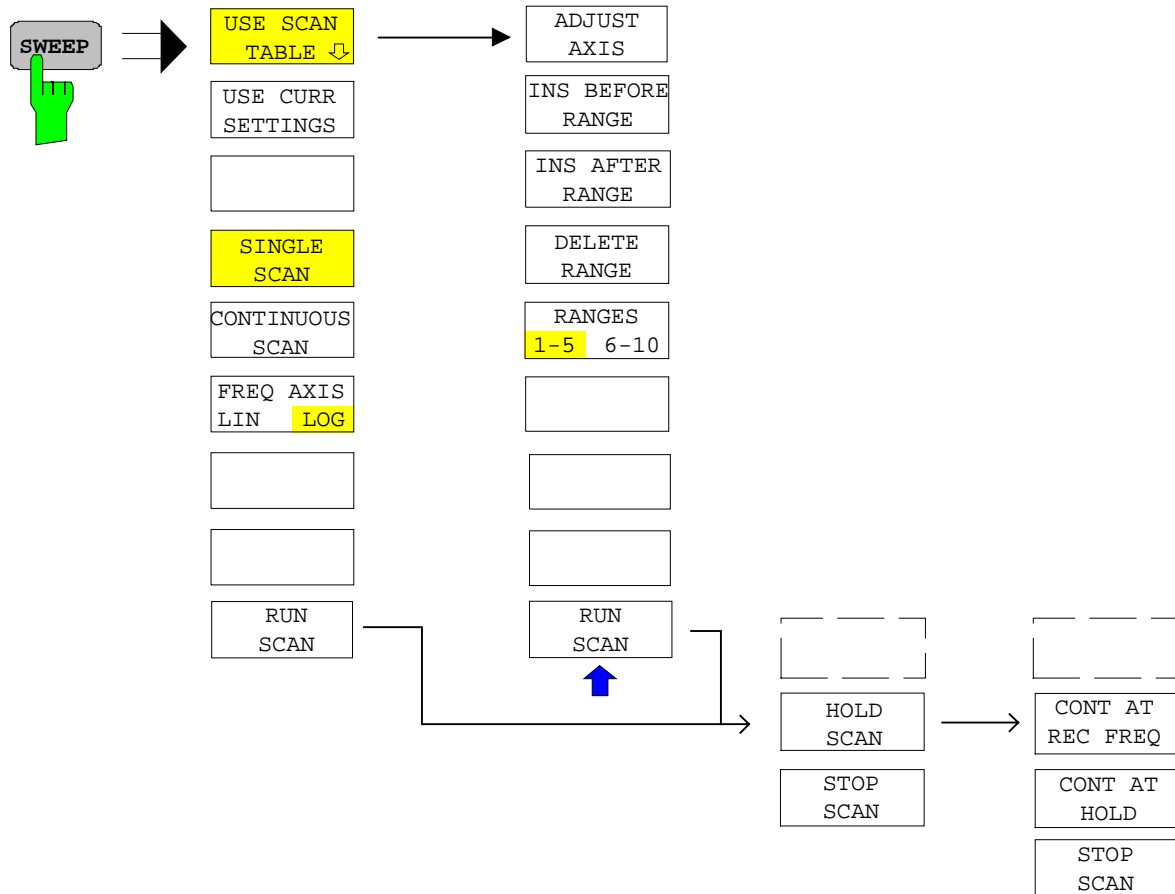 SWEEP
USE SCAN
TABLE
USE CURR
SETTINGS
SINGLE
SCAN
CONTINUOUS
SCAN
FREQ AXIS
LIN LOG
RUN
SCAN
ADJUST
AXIS
INS BEFORE
RANGE
INS AFTER
RANGE
DELETE
RANGE
RANGES
1-5 6-10
RUN
SCAN
HOLD
SCAN
STOP
SCAN
CONT AT
REC FREQ
CONT AT
HOLD
STOP
SCAN